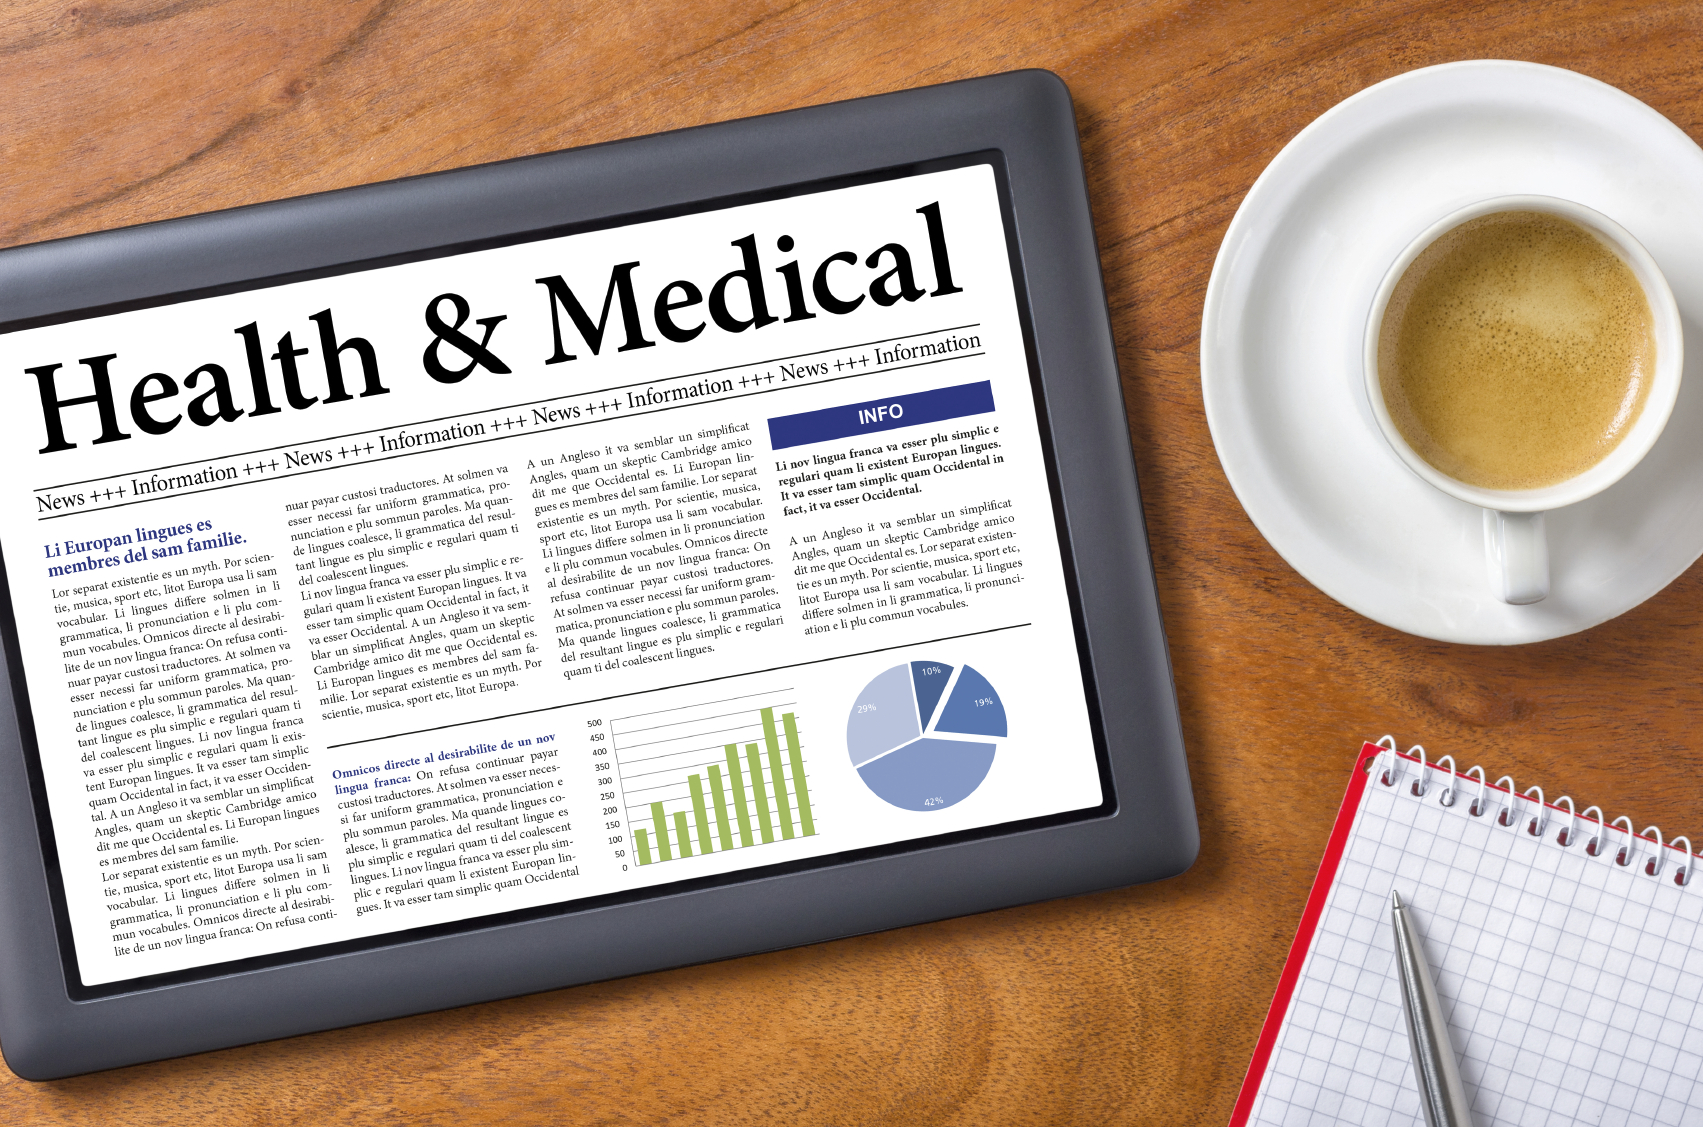 Health & Medical
News +++ Information +++ News +++ Information +++ News +++ Information +++ News +++ Information
Li Europan lingues es
membres del sam familie.
Lor separat existentie es un myth. Por scien-
tie, musica, sport etc, litot Europa usa li sam
vocabular. Li lingues differe solmen in li
grammatica, li pronunciation e li plu com-
mun vocabules. Omnicos directe al desirabi-
lite de un nov lingua franca: On refusa conti-
nuar payar custosi traductores. At solmen va
esser necessi far uniform grammatica, pro-
nunciation e plu sommun paroles. Ma quan-
de lingues coalesce, li grammatica del resul-
tant lingue es plu simplic e regulari quam ti
del coalescent lingues. Li nov lingua franca
va esser plu simplic e regulari quam li exis-
tent Europan lingues. It va esser tam simplic
quam Occidental in fact, it va esser Occiden-
tal. A un Angleso it va semblar un simplificat
Angles, quam un skeptic Cambridge amico
dit me que Occidental es. Li Europan lingues
es membres del sam familie.
Lor separat existentie es un myth. Por scien-
tie, musica, sport etc, litot Europa usa li sam
vocabular. Li lingues differe solmen in li
grammatica, li pronunciation e li plu com-
mun vocabules. Omnicos directe al desirabi-
lite de un nov lingua franca: On refusa conti-
nuar payar custosi traductores. At solmen va
esser necessi far uniform grammatica, pro-
nunciation e plu sommun paroles. Ma quan-
de lingues coalesce, li grammatica del resul-
tant lingue es plu simplic e regulari quam ti
del coalescent lingues.
Li nov lingua franca va esser plu simplic e re-
gulari quam li existent Europan lingues. It va
esser tam simplic quam Occidental in fact, it
va esser Occidental. A un Angleso it va sem-
blar un simplificat Angles, quam un skeptic
Cambridge amico dit me que Occidental es.
Li Europan lingues es membres del sam fa-
milie. Lor separat existentie es un myth. Por
scientie, musica, sport etc, litot Europa.
A un Angleso it va semblar un simplificat
Angles, quam un skeptic Cambridge amico
dit me que Occidental es. Li Europan lin-
gues es membres del sam familie. Lor separat
existentie es un myth. Por scientie, musica,
sport etc, litot Europa usa li sam vocabular.
Li lingues differe solmen in li pronunciation
e li plu commun vocabules. Omnicos directe
al desirabilite de un nov lingua franca: On
refusa continuar payar custosi traductores.
At solmen va esser necessi far uniform gram-
matica, pronunciation e plu sommun paroles.
Ma quande lingues coalesce, li grammatica
del resultant lingue es plu simplic e regulari
quam ti del coalescent lingues.
INFO
Li nov lingua franca va esser plu simplic e
regulari quam li existent Europan lingues.
It va esser tam simplic quam Occidental in
fact, it va esser Occidental.
A un Angleso it va semblar un simplificat
Angles, quam un skeptic Cambridge amico
dit me que Occidental es. Lor separat existen-
tie es un myth. Por scientie, musica, sport etc,
litot Europa usa li sam vocabular. Li lingues
differe solmen in li grammatica, li pronunci-
ation e li plu commun vocabules.
Omnicos directe al desirabilite de un nov
lingua franca: On refusa continuar payar
custosi traductores. At solmen va esser neces-
si far uniform grammatica, pronunciation e
plu sommun paroles. Ma quande lingues co-
alesce, li grammatica del resultant lingue es
plu simplic e regulari quam ti del coalescent
lingues. Li nov lingua franca va esser plu sim-
plic e regulari quam li existent Europan lin-
gues. It va esser tam simplic quam Occidental
500
450
400
350
300
250
200
150
100
50
0
10%
19%
29%
42%